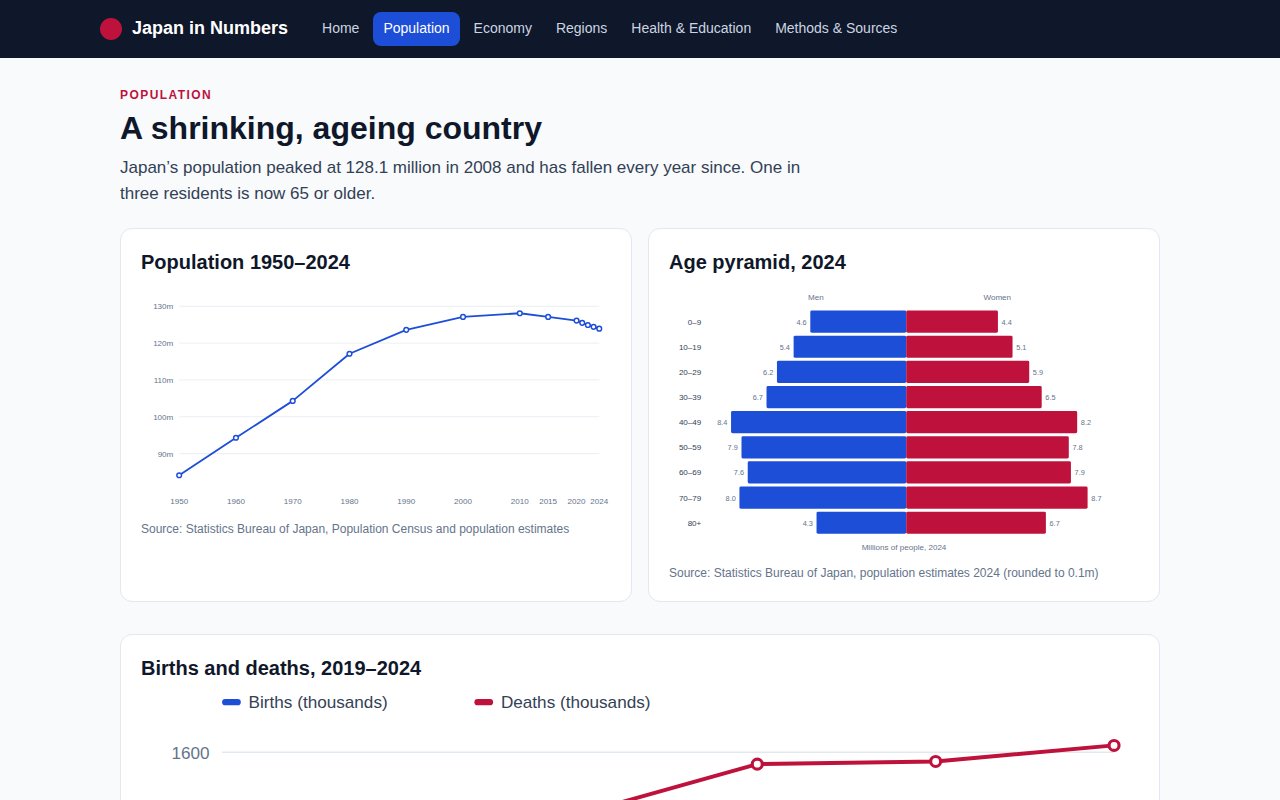 Japan in Numbers
Home
Population
Economy
Regions
Health & Education
Methods & Sources
POPULATION
A shrinking, ageing country
Japan’s population peaked at 128.1 million in 2008 and has fallen every year since. One in
three residents is now 65 or older.
Population 1950–2024
130m
120m
110m
100m
90m
1950 1960 1970 1980 1990 2000 2010 2015 2020 2024
Source: Statistics Bureau of Japan, Population Census and population estimates
Age pyramid, 2024
Men Women
0–9 4.6 4.4
10–19 5.4 5.1
20–29 6.2 5.9
30–39 6.7 6.5
40–49 8.4 8.2
50–59 7.9 7.8
60–69 7.6 7.9
70–79 8.0 8.7
80+ 4.3 6.7
Millions of people, 2024
Source: Statistics Bureau of Japan, population estimates 2024 (rounded to 0.1m)
Births and deaths, 2019–2024
Births (thousands) Deaths (thousands)
1600